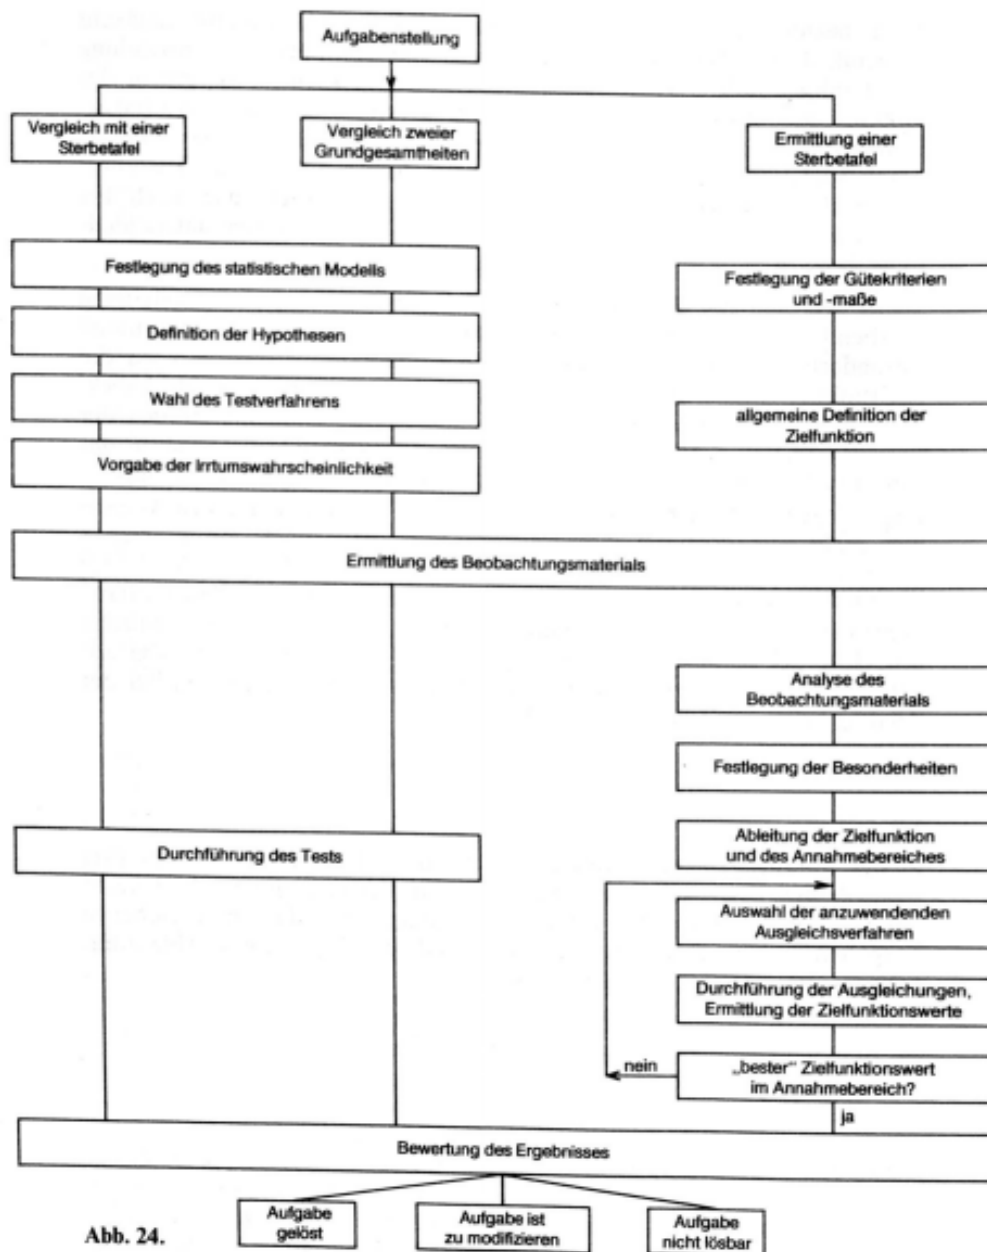 Aufgabenstellung
Vergleich mit einer
Sterbetafel
Vergleich zweier
Grundgesamtheiten
Ermittlung einer
Sterbetafel
Festlegung des statistischen Modells
Festlegung der Gütekriterien
und -maße
Definition der Hypothesen
Wahl des Testverfahrens
allgemeine Definition der
Zielfunktion
Vorgabe der Irrtumswahrscheinlichkeit
Ermittlung des Beobachtungsmaterials
Analyse des
Beobachtungsmaterials
Festlegung der Besonderheiten
Durchführung des Tests
Ableitung der Zielfunktion
und des Annahmebereiches
Auswahl der anzuwendenden
Ausgleichsverfahren
Durchführung der Ausgleichungen,
Ermittlung der Zielfunktionswerte
nein
„bester" Zielfunktionswert
im Annahmebereich?
ja
Bewertung des Ergebnisses
Aufgabe
gelöst
Aufgabe ist
zu modifizieren
Aufgabe
nicht lösbar
Abb. 24.